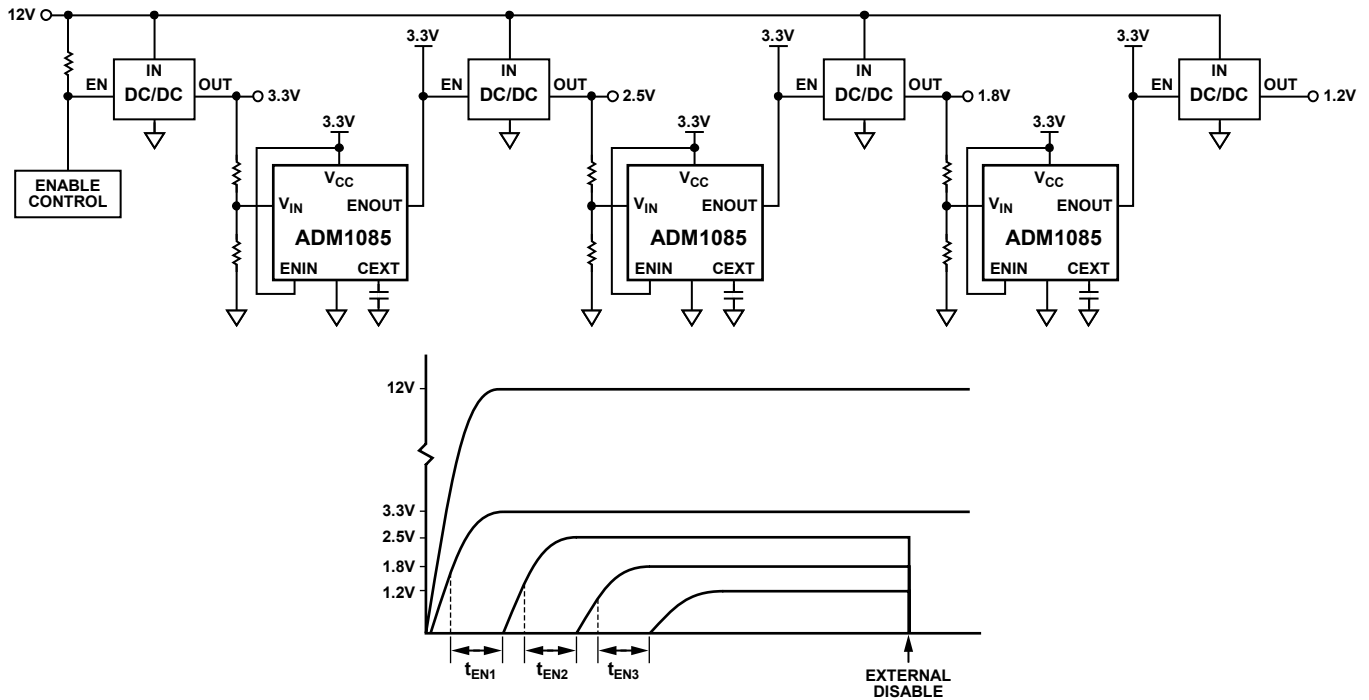 12V
3.3V
3.3V
3.3V
IN
IN
IN
IN
EN
DC/DC
OUT
3.3V
EN
DC/DC
OUT
2.5V
EN
DC/DC
OUT
1.8V
EN
DC/DC
OUT
1.2V
3.3V
3.3V
3.3V
ENABLE
CONTROL
VCC
VIN
ENOUT
ADM1085
ENIN
CEXT
VCC
VIN
ENOUT
ADM1085
ENIN
CEXT
VCC
VIN
ENOUT
ADM1085
ENIN
CEXT
12V
3.3V
2.5V
1.8V
1.2V
tEN1
tEN2
tEN3
EXTERNAL
DISABLE